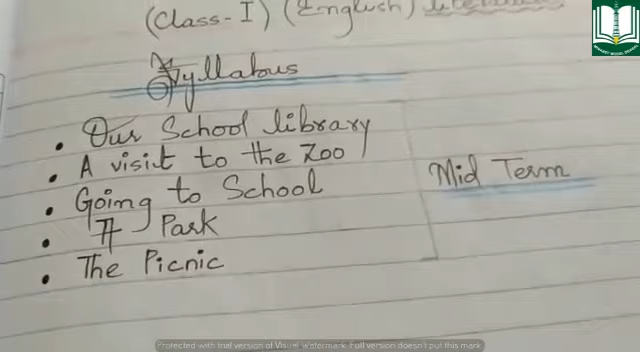 (Class-I) (English) literature
Syllabus
• Our School library
• A visit to the Zoo
• Going to School
• A Park
• The Picnic
Mid Term
Protected with trial version of Visual Watermark. Full version doesn't put this mark.